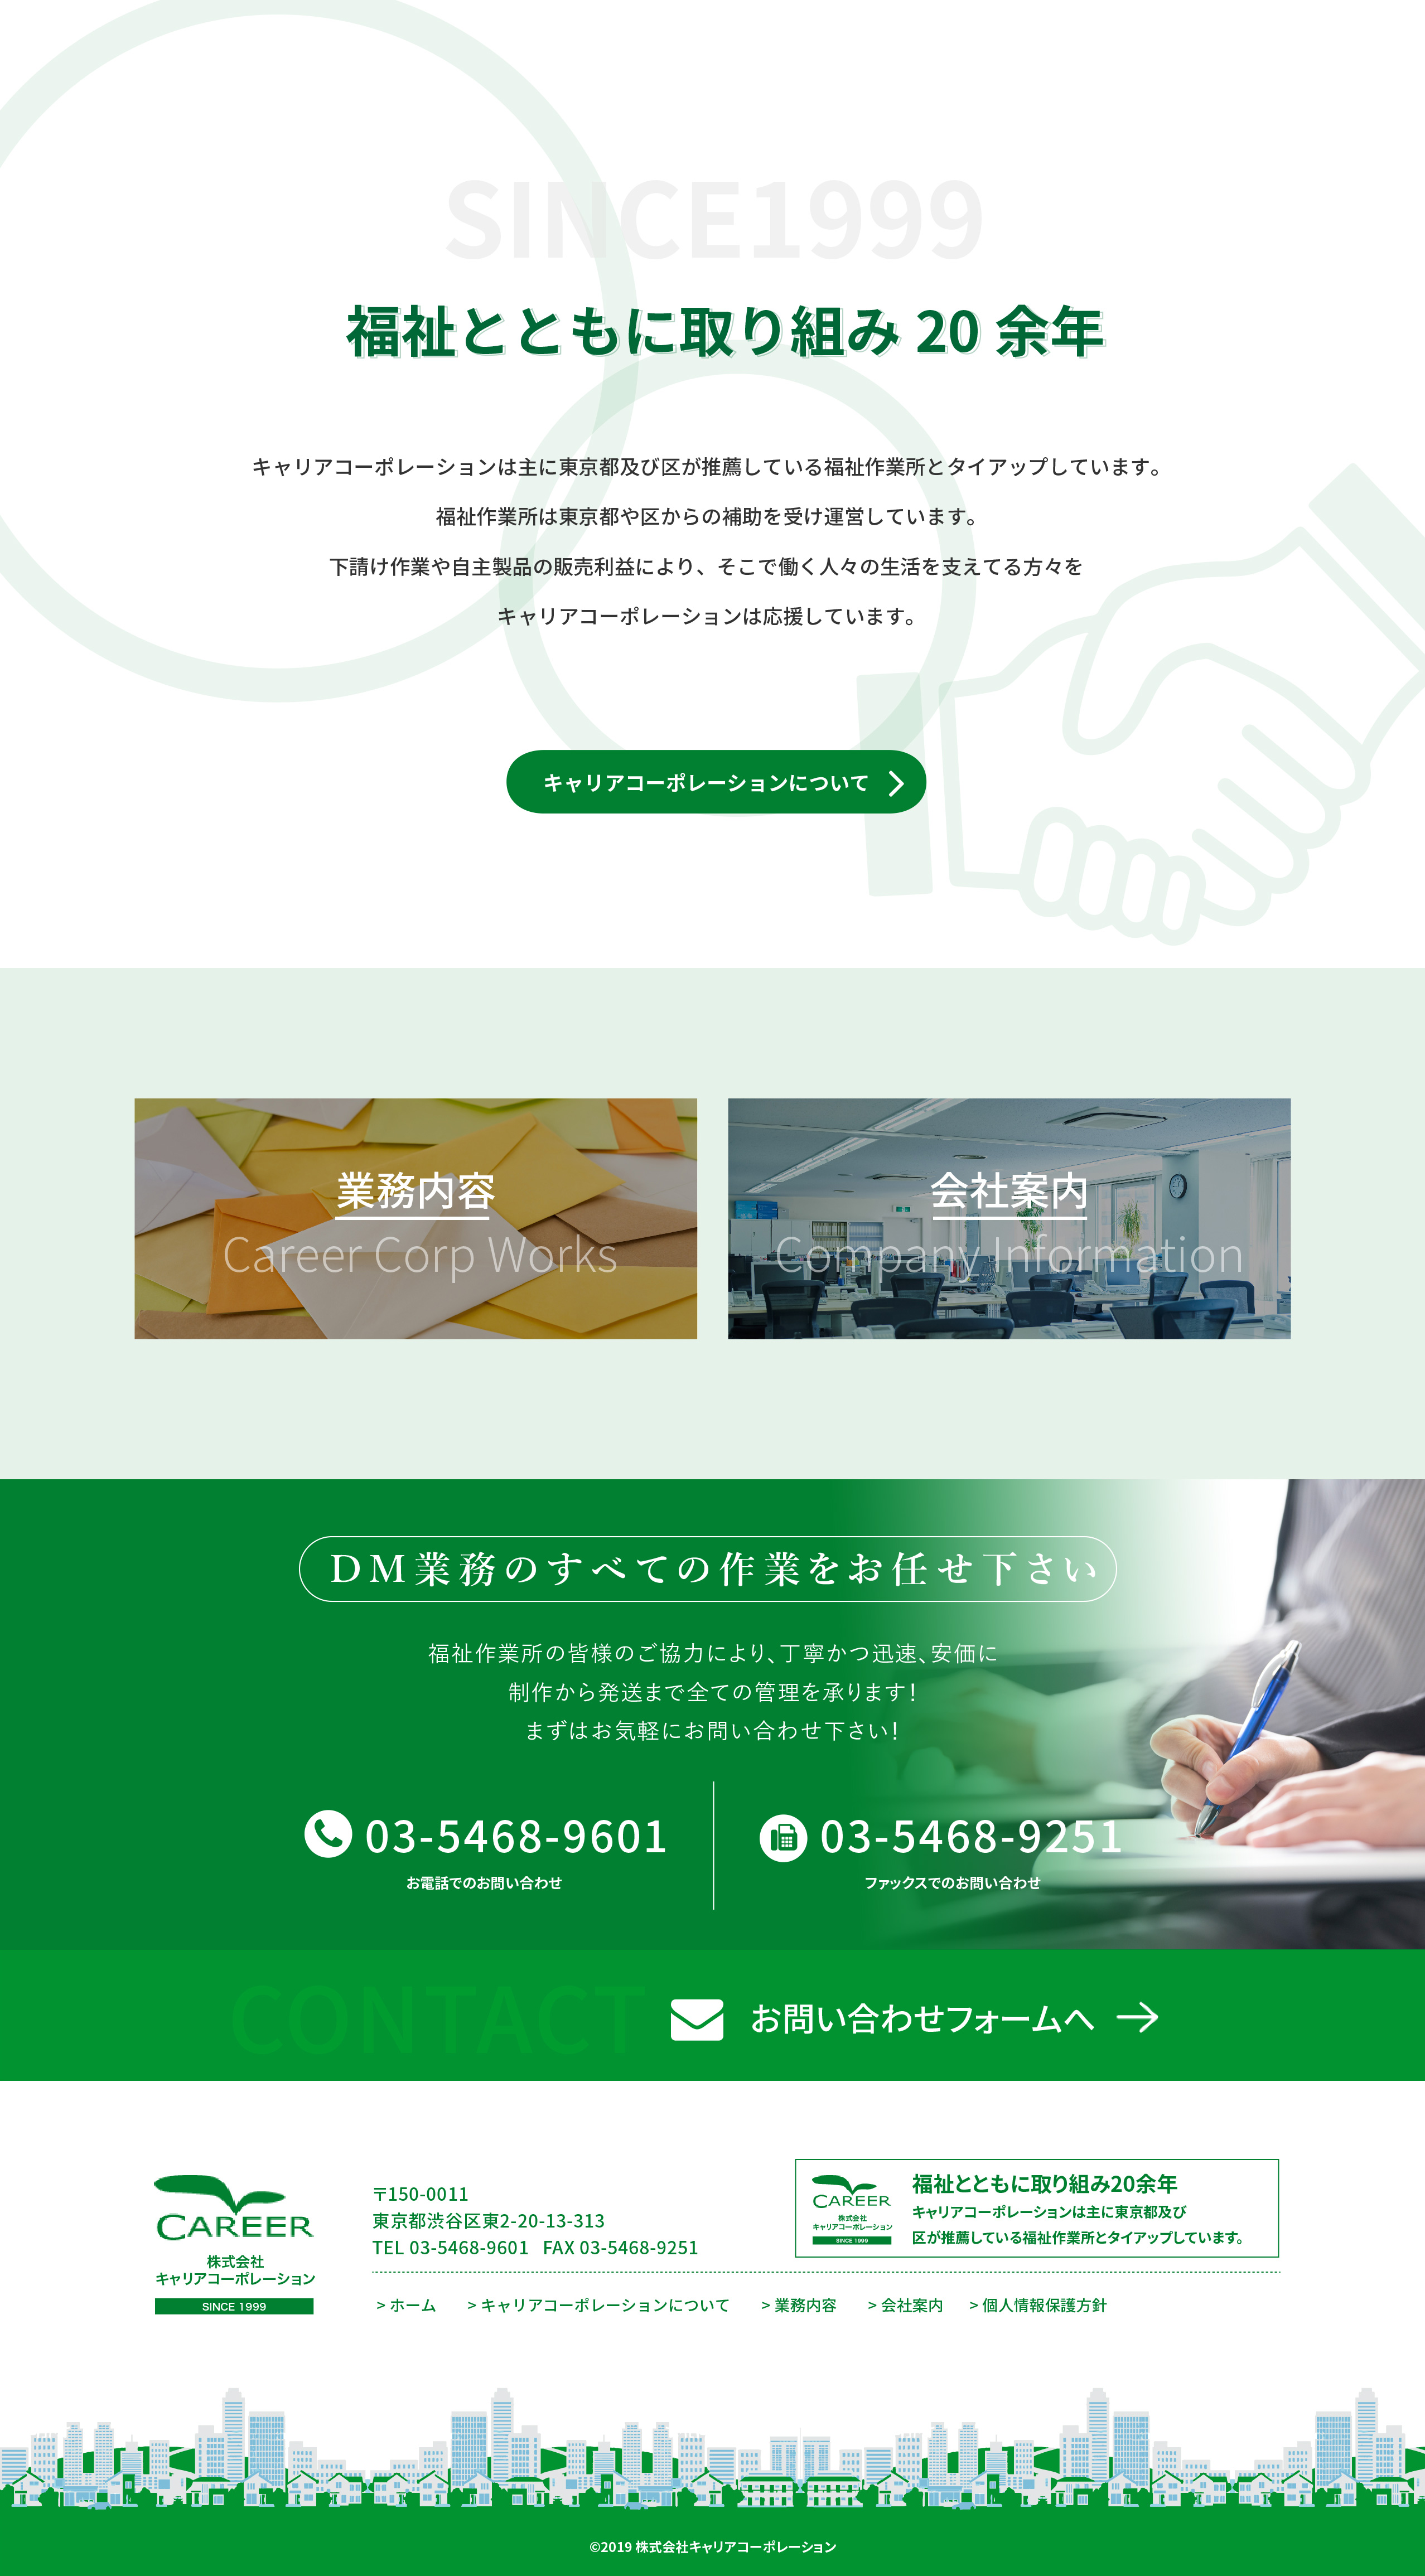 SINCE1999
福祉とともに取り組み 20 余年
キャリアコーポレーションは主に東京都及び区が推薦している福祉作業所とタイアップしています。
福祉作業所は東京都や区からの補助を受け運営しています。
下請け作業や自主製品の販売利益により、そこで働く人々の生活を支えてる方々を
キャリアコーポレーションは応援しています。
キャリアコーポレーションについて
業務内容
Career Corp Works
会社案内
Company Information
DM業務のすべての作業をお任せ下さい
福祉作業所の皆様のご協力により、丁寧かつ迅速、安価に
制作から発送まで全ての管理を承ります！
まずはお気軽にお問い合わせ下さい！
03-5468-9601
お電話でのお問い合わせ
03-5468-9251
ファックスでのお問い合わせ
CONTACT
お問い合わせフォームへ
CAREER
株式会社
キャリアコーポレーション
SINCE 1999
〒150-0011
東京都渋谷区東2-20-13-313
TEL 03-5468-9601 FAX 03-5468-9251
CAREER
株式会社
キャリアコーポレーション
SINCE 1999
福祉とともに取り組み20余年
キャリアコーポレーションは主に東京都及び
区が推薦している福祉作業所とタイアップしています。
> ホーム > キャリアコーポレーションについて > 業務内容 > 会社案内 > 個人情報保護方針
©2019 株式会社キャリアコーポレーション